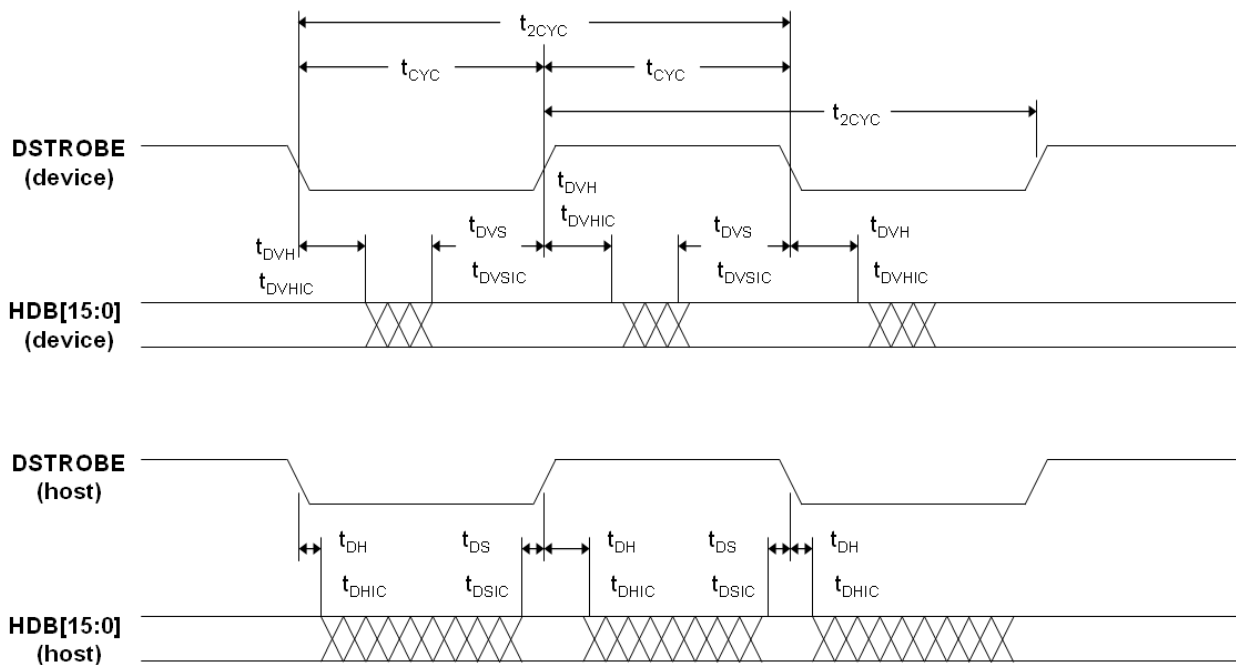 t2CYC
tCYC tCYC
t2CYC
DSTROBE
(device)
tDVH
tDVHIC
tDVS tDVS
tDVH tDVH
tDVHIC tDVSIC tDVSIC tDVHIC
HDB[15:0]
(device)
DSTROBE
(host)
tDH tDS tDH tDS tDH
tDHIC tDSIC tDHIC tDSIC tDHIC
HDB[15:0]
(host)